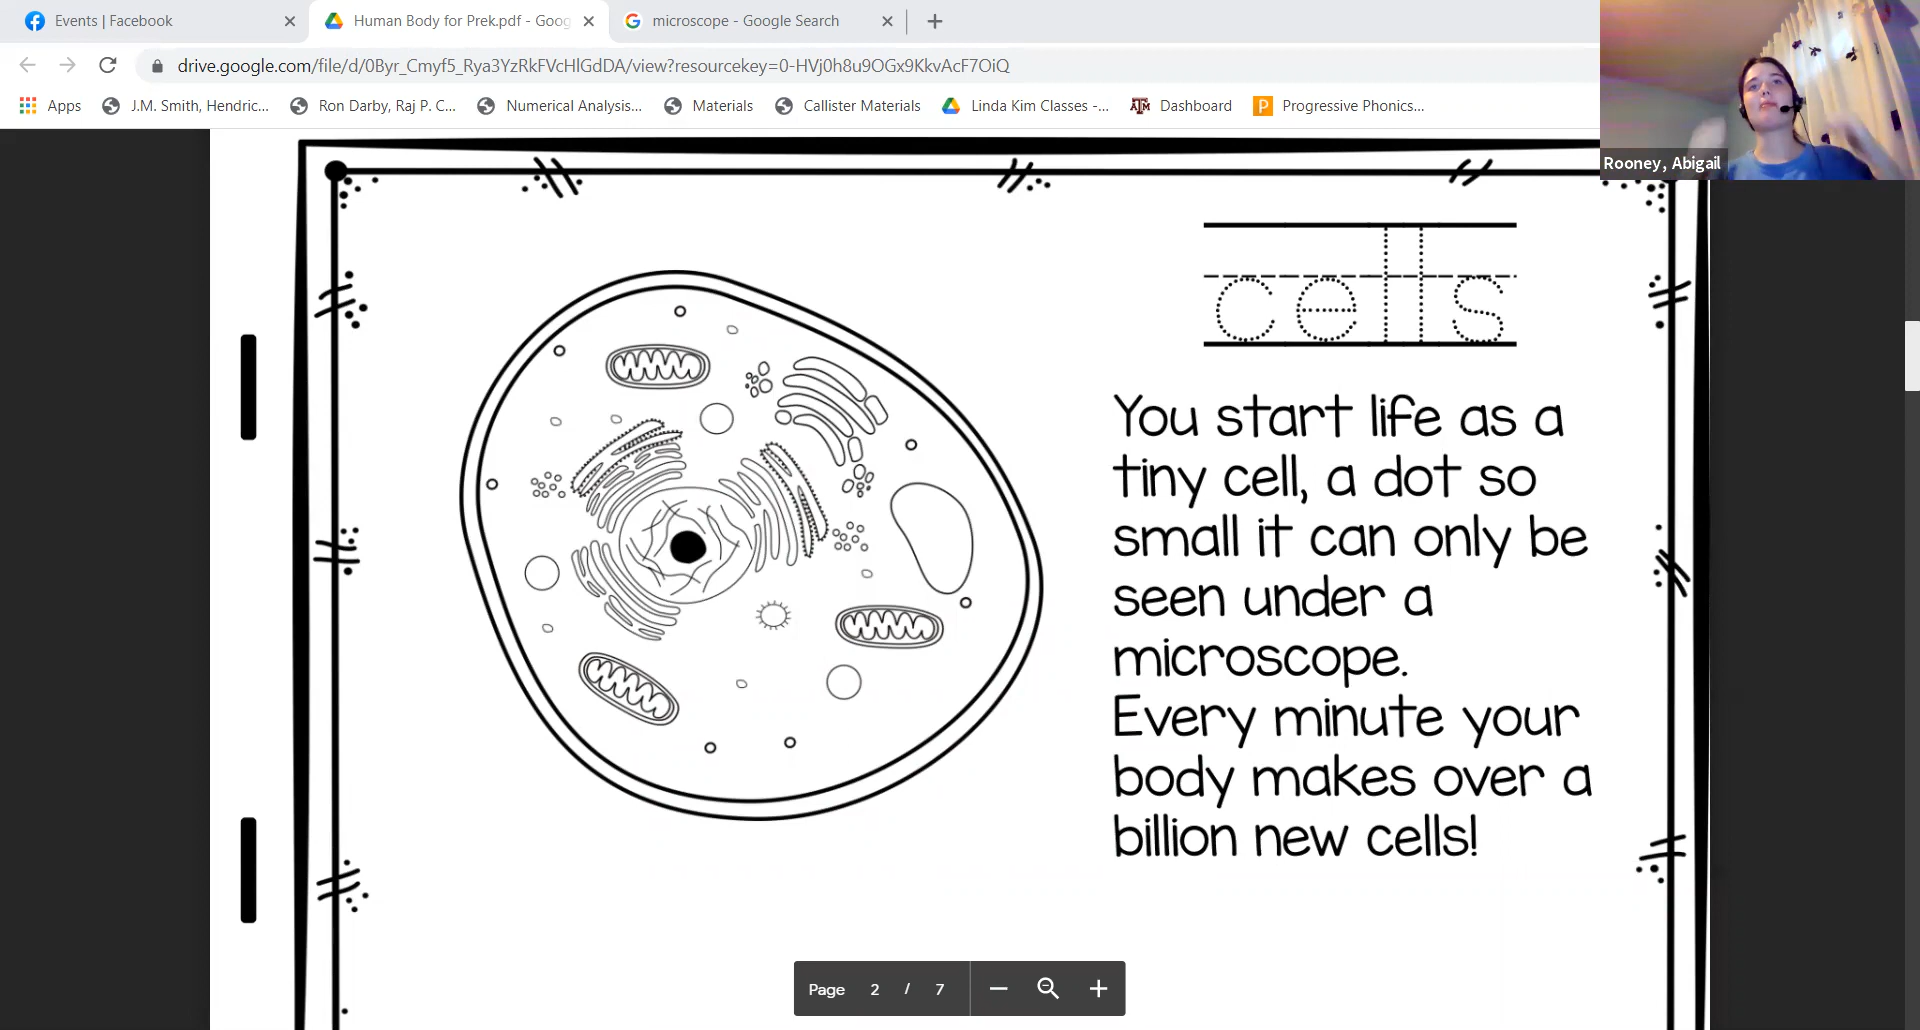 Events | Facebook
Human Body for Prek.pdf - Goog
microscope - Google Search
drive.google.com/file/d/0Byr_Cmyf5_Rya3YzRkFVcHlGdDA/view?resourcekey=0-HVj0h8u9OGx9KkvAcF7OiQ
Apps J.M. Smith, Hendric... Ron Darby, Raj P. C... Numerical Analysis... Materials Callister Materials Linda Kim Classes -... Dashboard Progressive Phonics...
Rooney, Abigail
cells
You start life as a
tiny cell, a dot so
small it can only be
seen under a
microscope.
Every minute your
body makes over a
billion new cells!
Page 2 / 7